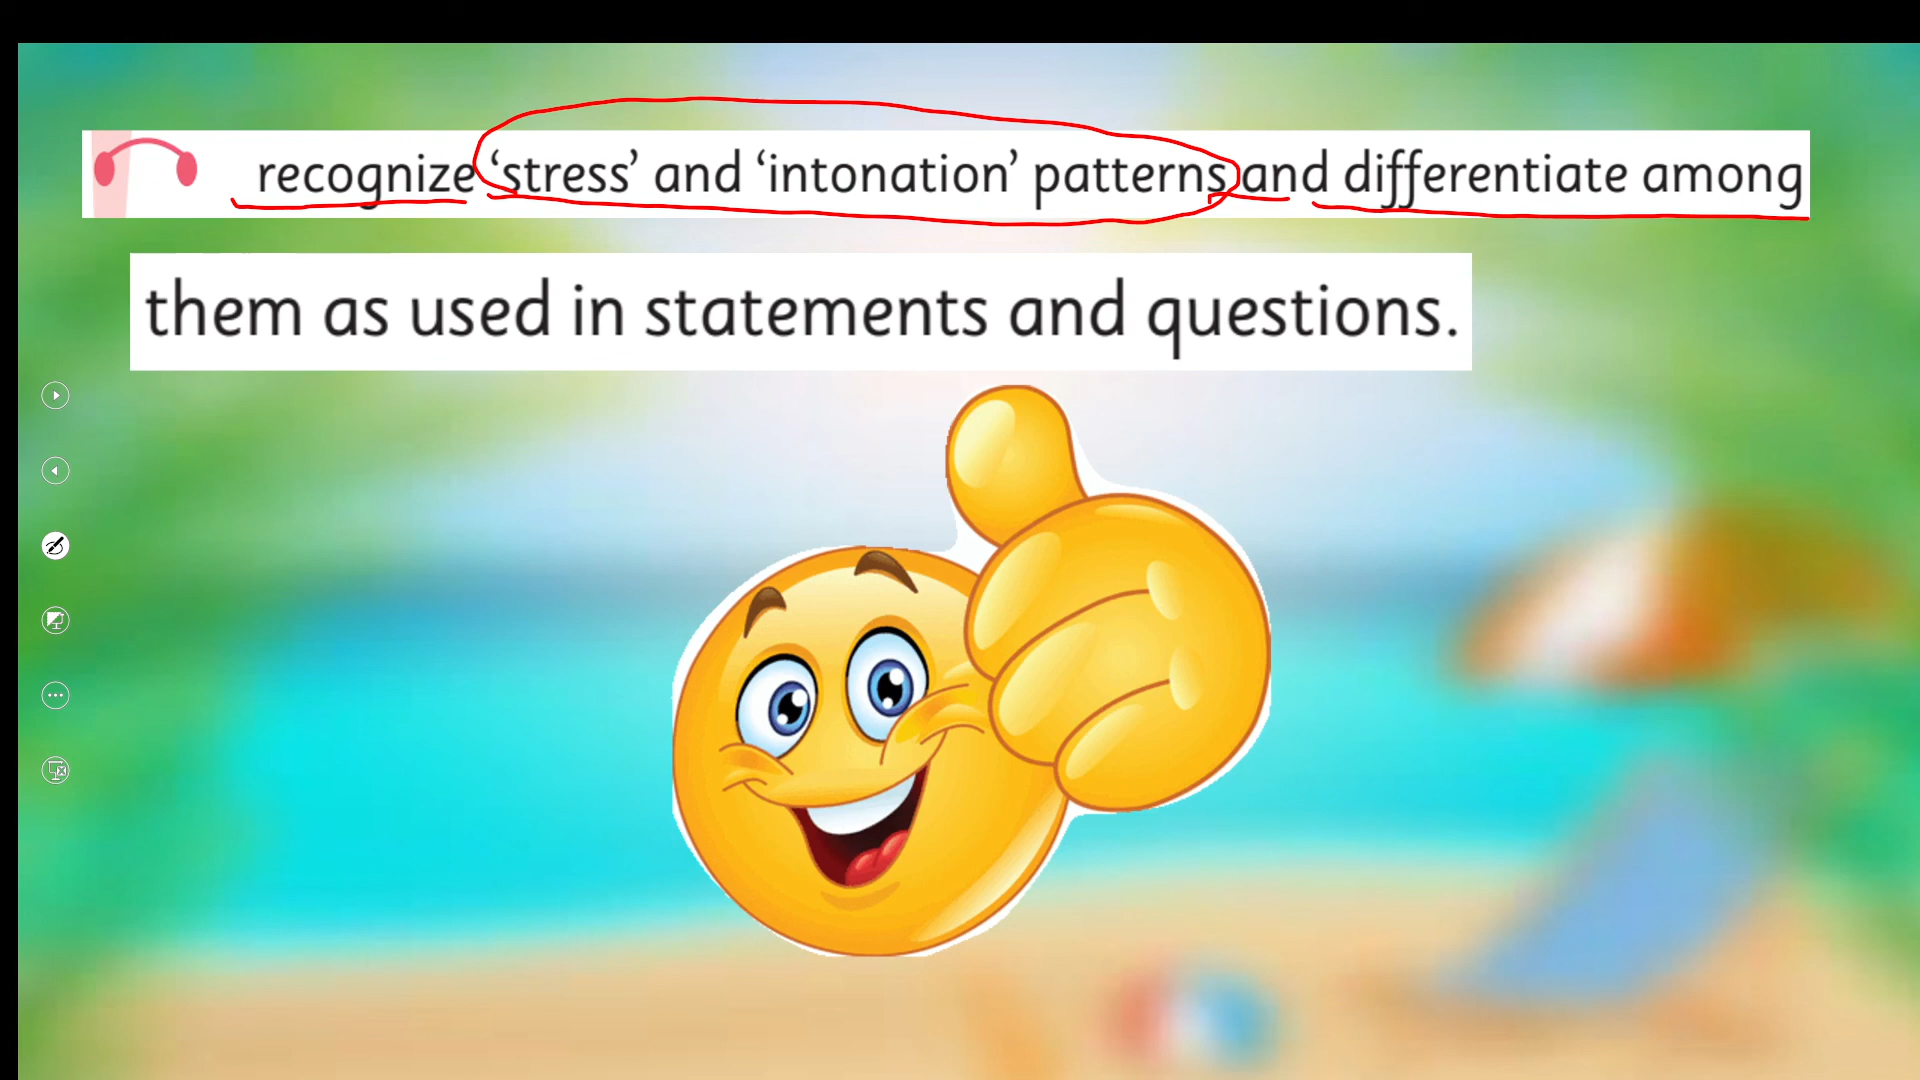 recognize ‘stress’ and ‘intonation’ patterns and differentiate among
them as used in statements and questions.